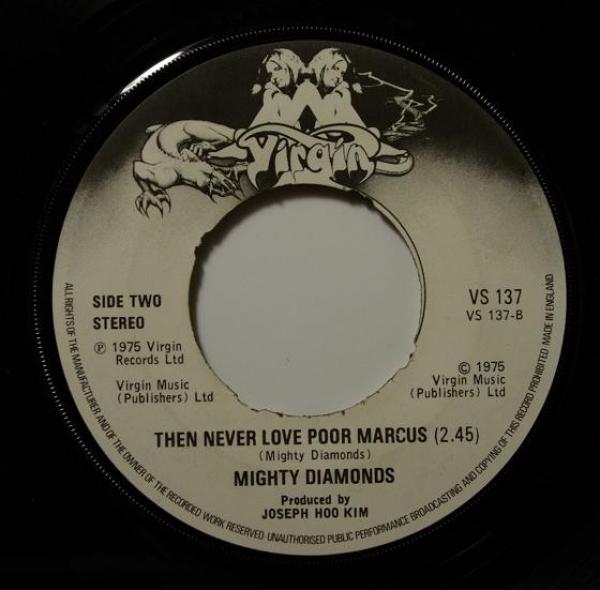 Virgin
SIDE TWO
STEREO
VS 137
VS 137-B
℗ 1975 Virgin
Records Ltd
Virgin Music
(Publishers) Ltd
© 1975
Virgin Music
(Publishers) Ltd
THEN NEVER LOVE POOR MARCUS (2.45)
(Mighty Diamonds)
MIGHTY DIAMONDS
Produced by
JOSEPH HOO KIM
ALL RIGHTS OF THE MANUFACTURER AND OF THE OWNER OF THE RECORDED WORK RESERVED UNAUTHORISED PUBLIC PERFORMANCE BROADCASTING AND COPYING OF THIS RECORD PROHIBITED. MADE IN ENGLAND